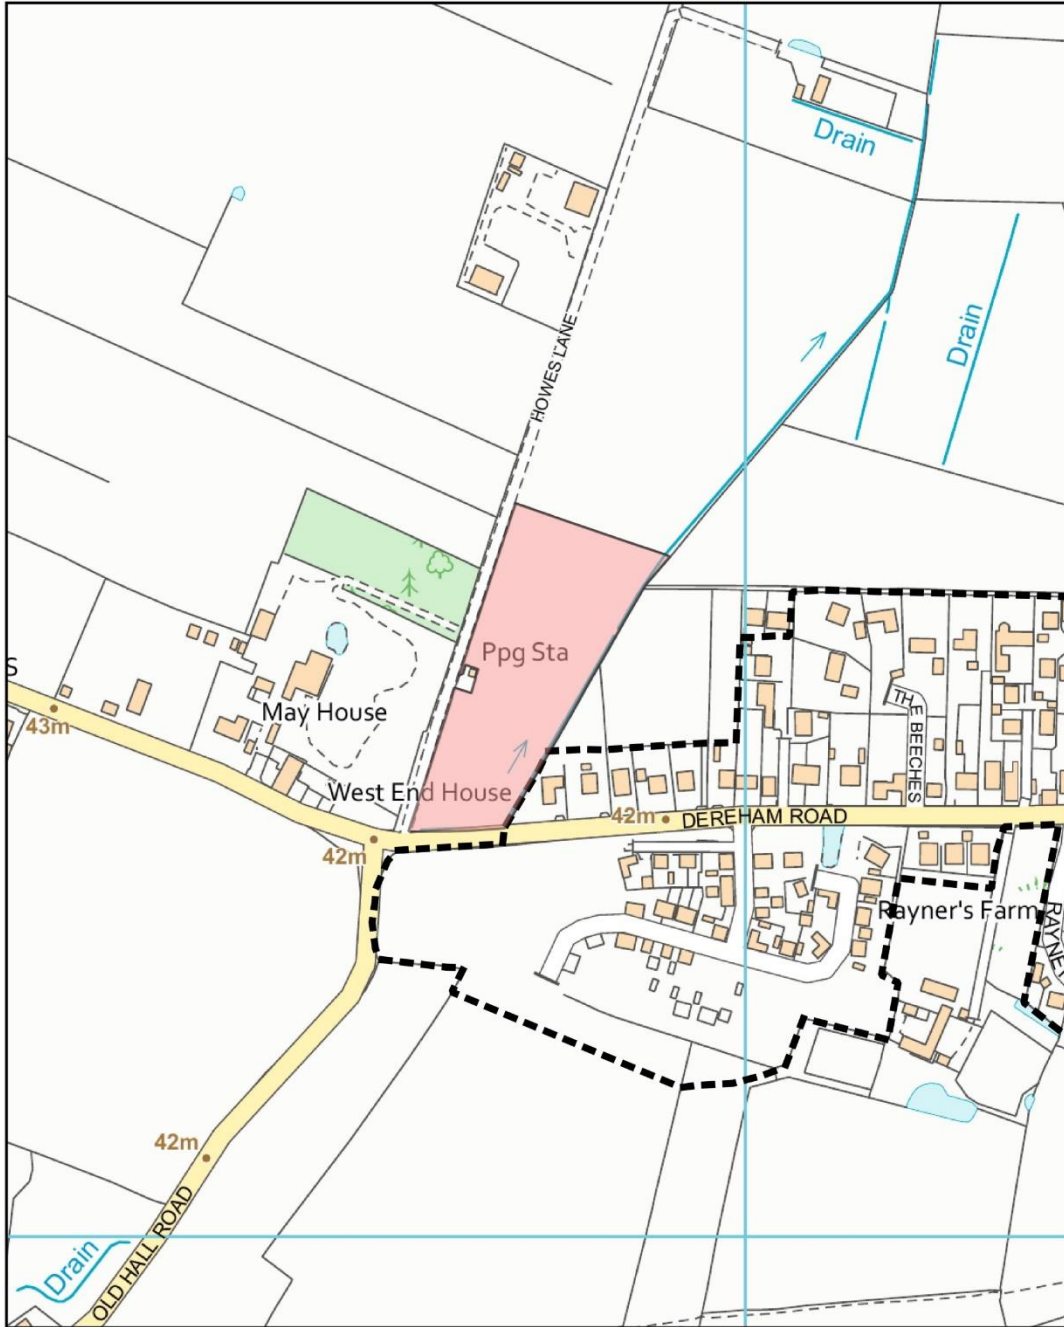 Drain
Drain
HOWES LANE
Ppg Sta
S
43m
May House
THE BEECHES
West End House
42m
DEREHAM ROAD
42m
Rayner's Farm
RAYNER
42m
OLD HALL ROAD
Drain